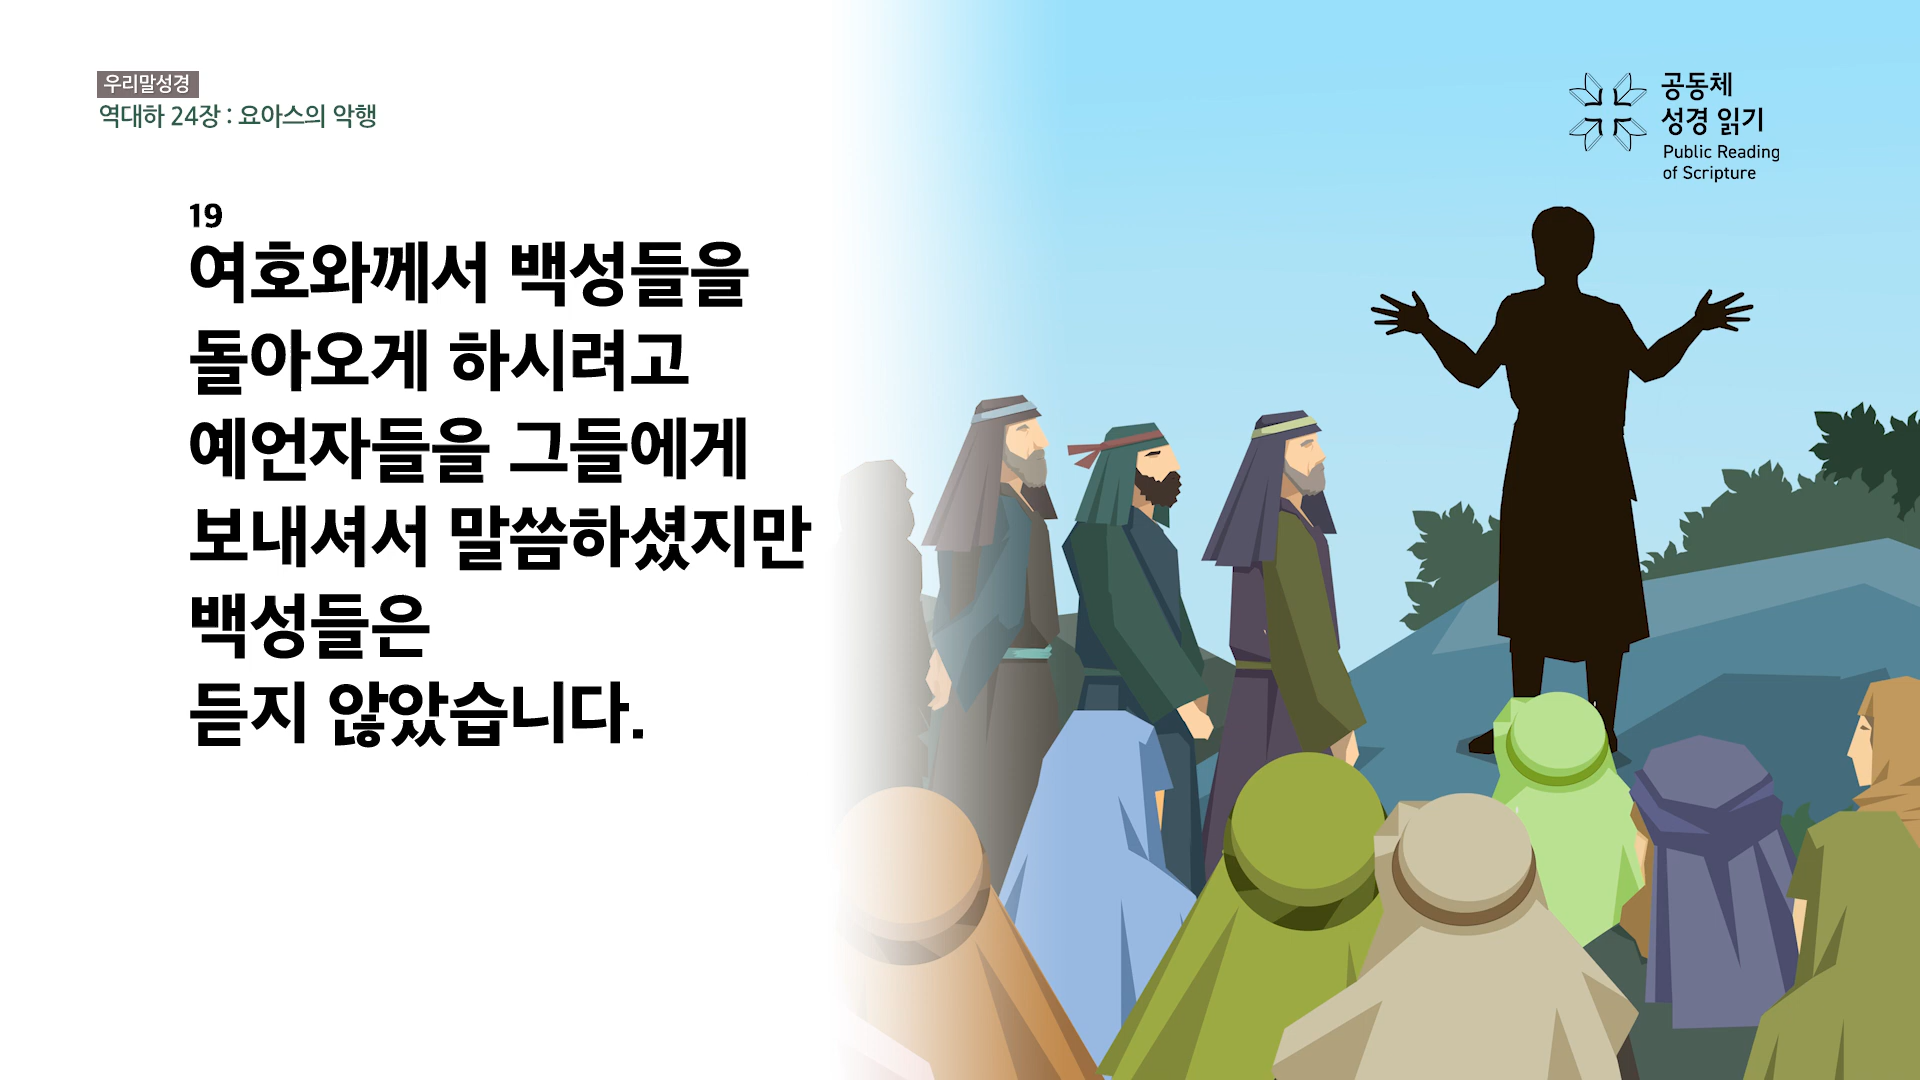 우리말성경
역대하 24장 : 요아스의 악행
19
여호와께서 백성들을
돌아오게 하시려고
예언자들을 그들에게
보내셔서 말씀하셨지만
백성들은
듣지 않았습니다.
공동체
성경 읽기
Public Reading
of Scripture